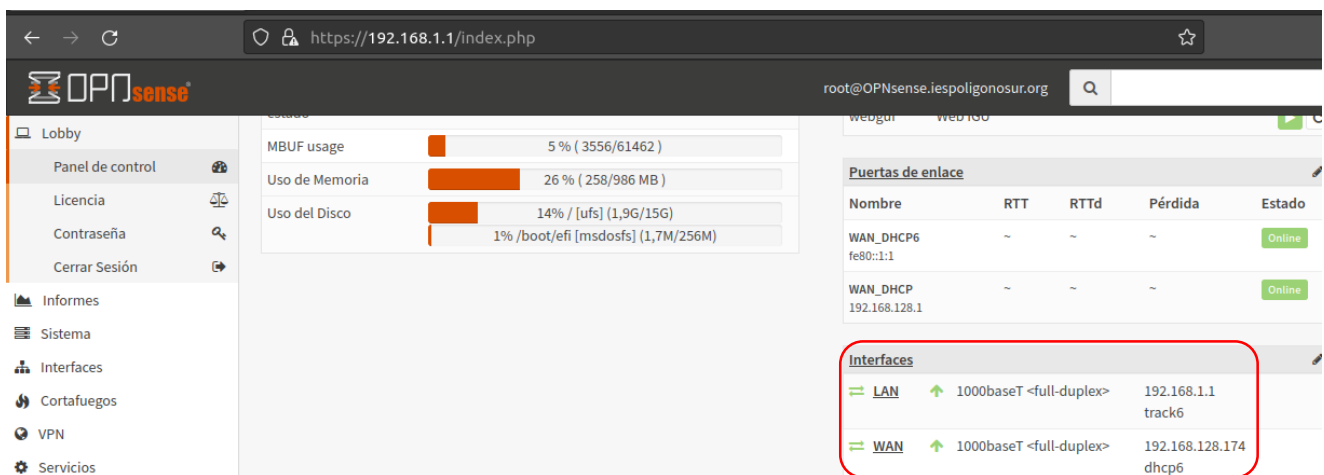 https://192.168.1.1/index.php
OPNsense
root@OPNsense.iespoligonosur.org
Lobby
Panel de control
Licencia
Contraseña
Cerrar Sesión
Informes
Sistema
Interfaces
Cortafuegos
VPN
Servicios
estado
MBUF usage 5 % ( 3556/61462 )
Uso de Memoria 26 % ( 258/986 MB )
Uso del Disco 14% / [ufs] (1,9G/15G)
1% /boot/efi [msdosfs] (1,7M/256M)
webgui Web IGU
Puertas de enlace
Nombre RTT RTTd Pérdida Estado
WAN_DHCP6 ~ ~ ~ Online
fe80::1:1
WAN_DHCP ~ ~ ~ Online
192.168.128.1
Interfaces
LAN 1000baseT <full-duplex> 192.168.1.1
track6
WAN 1000baseT <full-duplex> 192.168.128.174
dhcp6